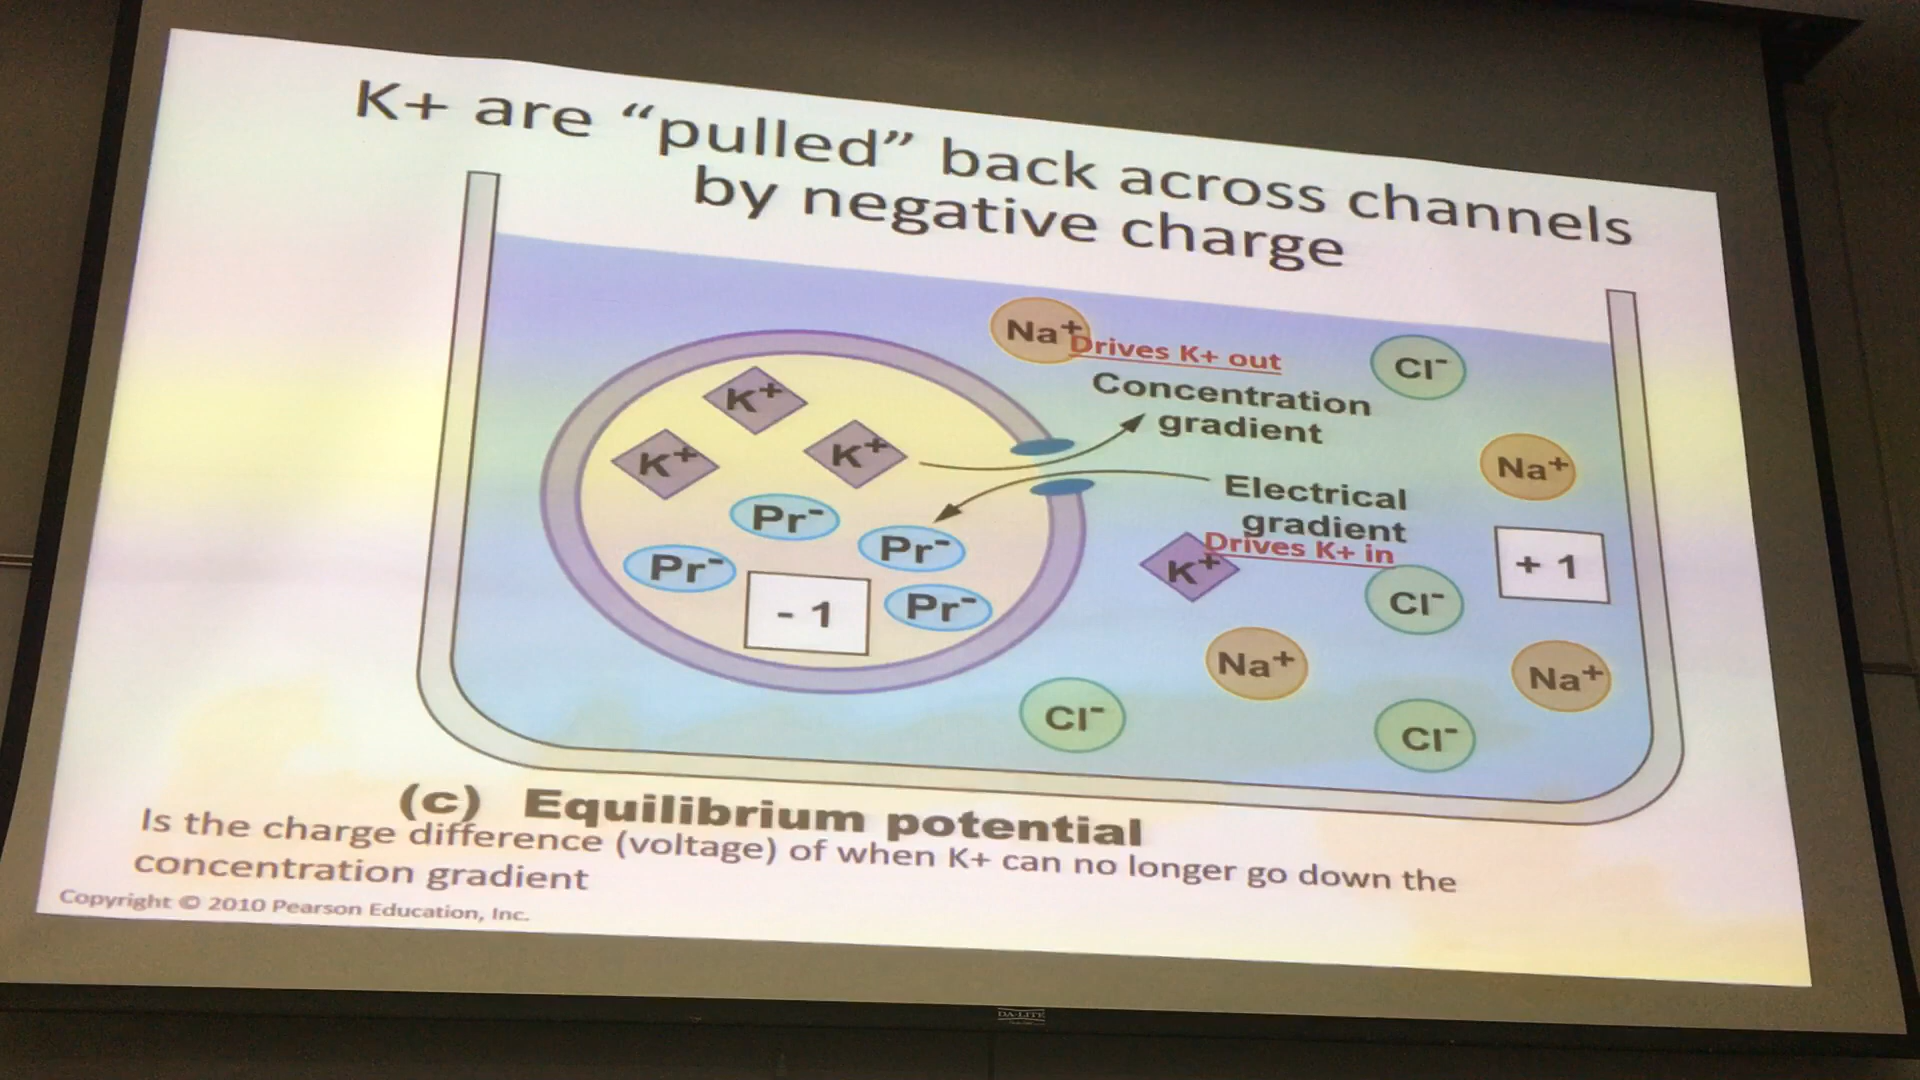 K+ are “pulled” back across channels
by negative charge
Na+
Drives K+ out
Cl-
Concentration
gradient
K+
K+
K+
Na+
Electrical
gradient
Drives K+ in
K+
+ 1
Pr-
Pr-
Pr-
Pr-
- 1
Cl-
Na+
Na+
Cl-
Cl-
(c) Equilibrium potential
Is the charge difference (voltage) of when K+ can no longer go down the
concentration gradient
Copyright © 2010 Pearson Education, Inc.
DA-LITE